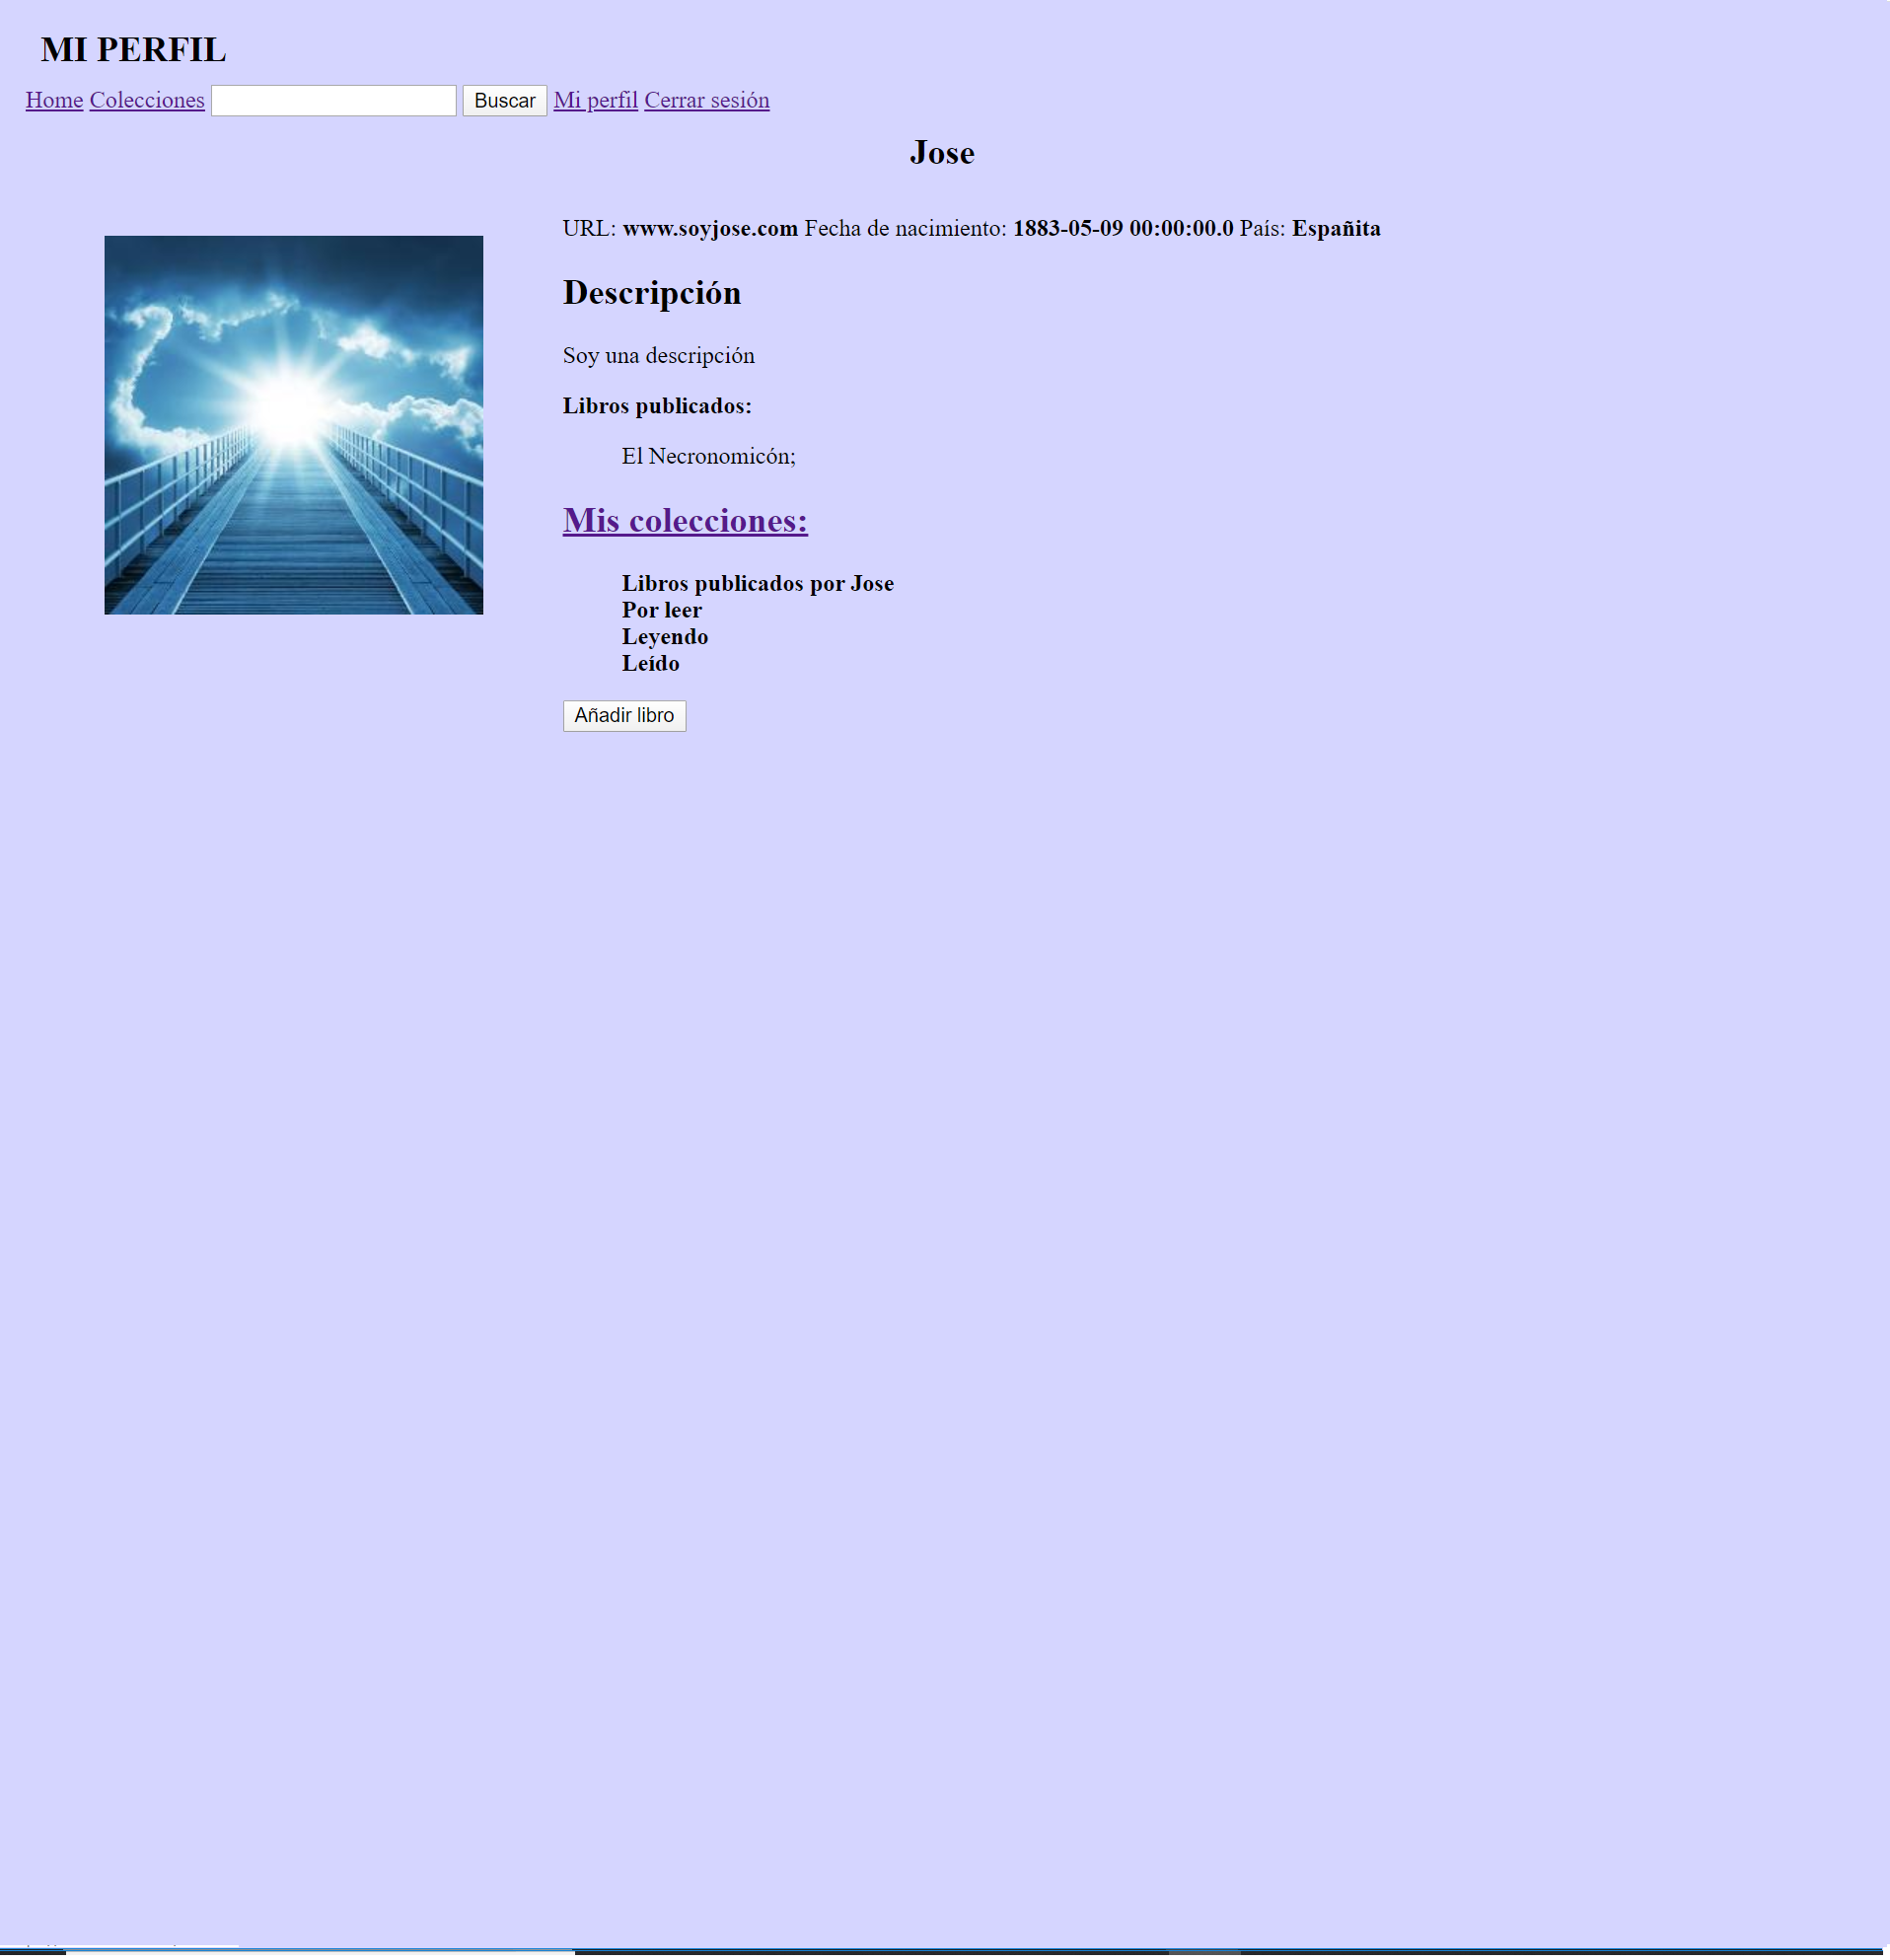 MI PERFIL
Home Colecciones Buscar Mi perfil Cerrar sesión
Jose
URL: www.soyjose.com Fecha de nacimiento: 1883-05-09 00:00:00.0 País: Españita
Descripción
Soy una descripción
Libros publicados:
El Necronomicón;
Mis colecciones:
Libros publicados por Jose
Por leer
Leyendo
Leído
Añadir libro